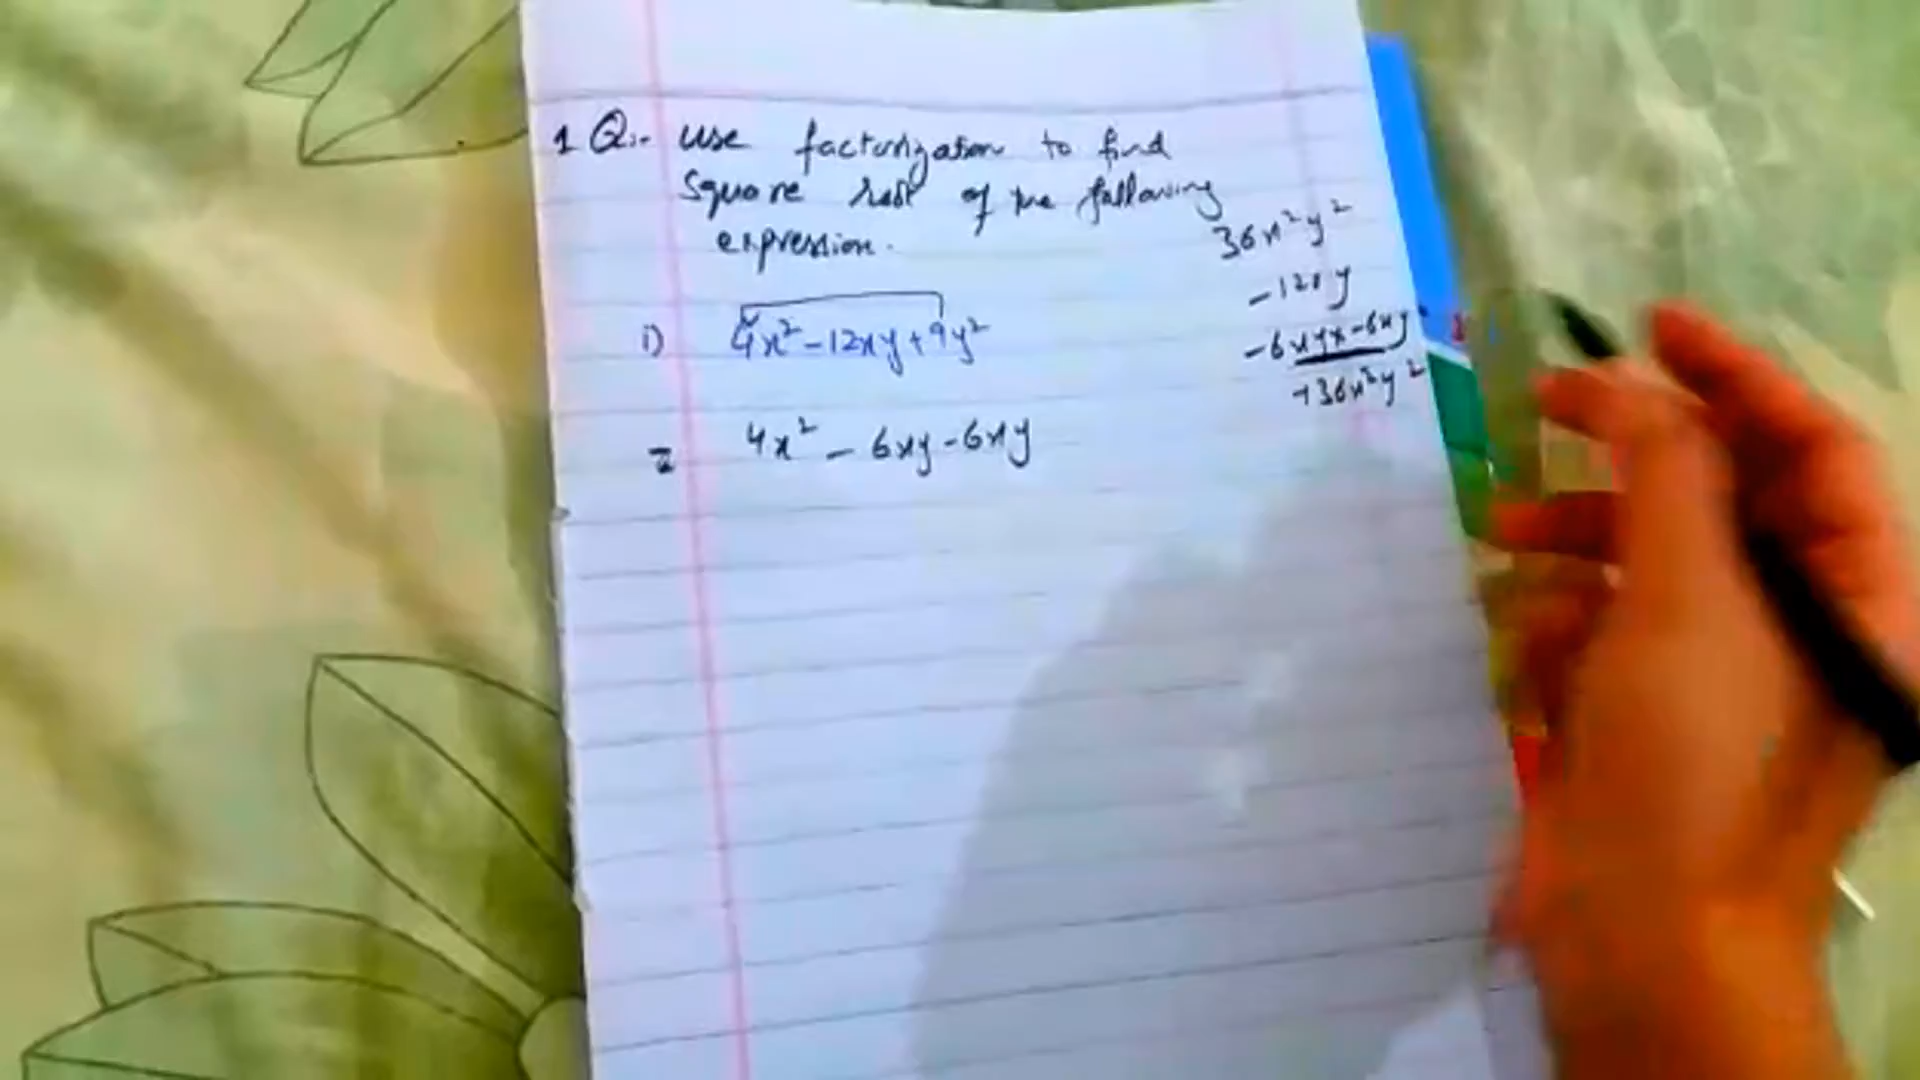 1 Q:- Use factorization to find
square root of the following
expression.
i) 4x² - 12xy + 9y²
= 4x² - 6xy - 6xy
36x²y²
-12xy
-6xy x -6xy
+36x²y²